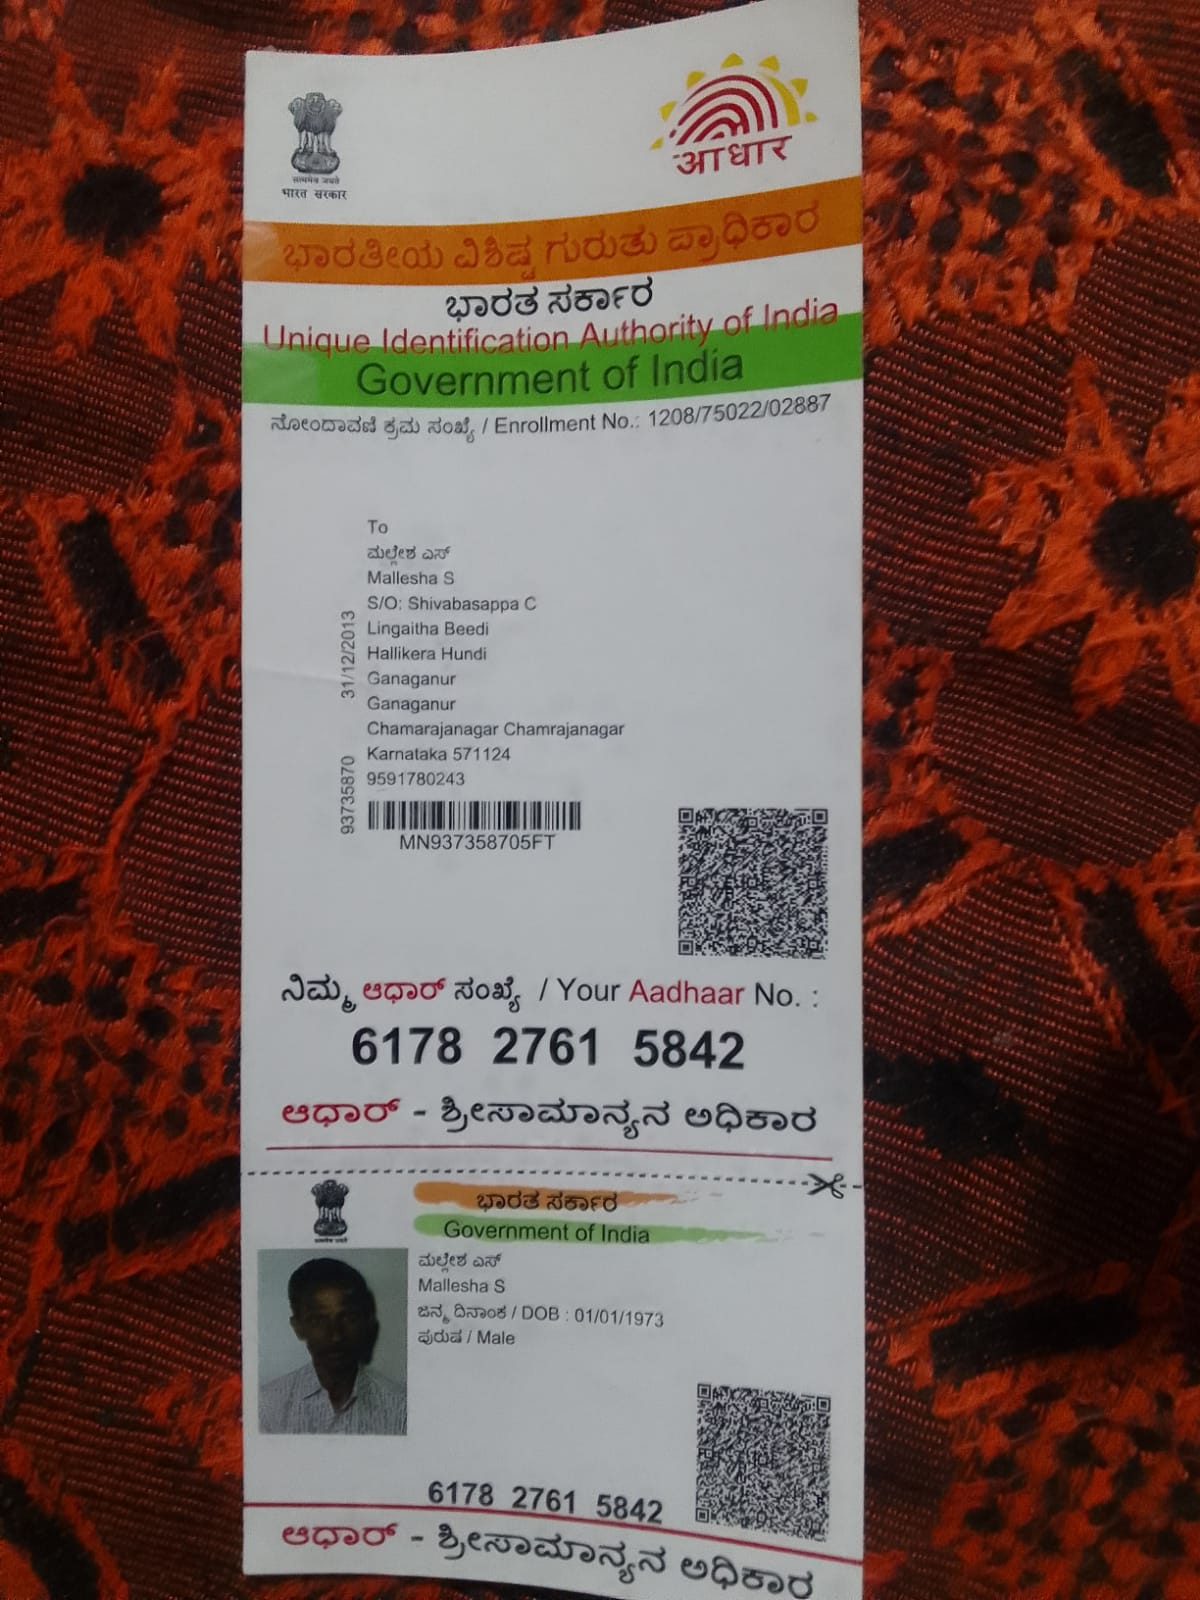 आधार
सत्यमेव जयते
भारत सरकार
ಭಾರತೀಯ ವಿಶಿಷ್ಟ ಗುರುತು ಪ್ರಾಧಿಕಾರ
ಭಾರತ ಸರ್ಕಾರ
Unique Identification Authority of India
Government of India
ನೋಂದಾವಣಿ ಕ್ರಮ ಸಂಖ್ಯೆ / Enrollment No.: 1208/75022/02887
To
ಮಲ್ಲೇಶ ಎಸ್
Mallesha S
S/O: Shivabasappa C
Lingaitha Beedi
Hallikera Hundi
Ganaganur
Ganaganur
Chamarajanagar Chamrajanagar
Karnataka 571124
9591780243
31/12/2013
93735870
MN937358705FT
ನಿಮ್ಮ ಆಧಾರ್ ಸಂಖ್ಯೆ / Your Aadhaar No. :
6178 2761 5842
ಆಧಾರ್ - ಶ್ರೀಸಾಮಾನ್ಯನ ಅಧಿಕಾರ
ಭಾರತ ಸರ್ಕಾರ
Government of India
ಮಲ್ಲೇಶ ಎಸ್
Mallesha S
ಜನ್ಮ ದಿನಾಂಕ / DOB : 01/01/1973
ಪುರುಷ / Male
6178 2761 5842
ಆಧಾರ್ - ಶ್ರೀಸಾಮಾನ್ಯನ ಅಧಿಕಾರ